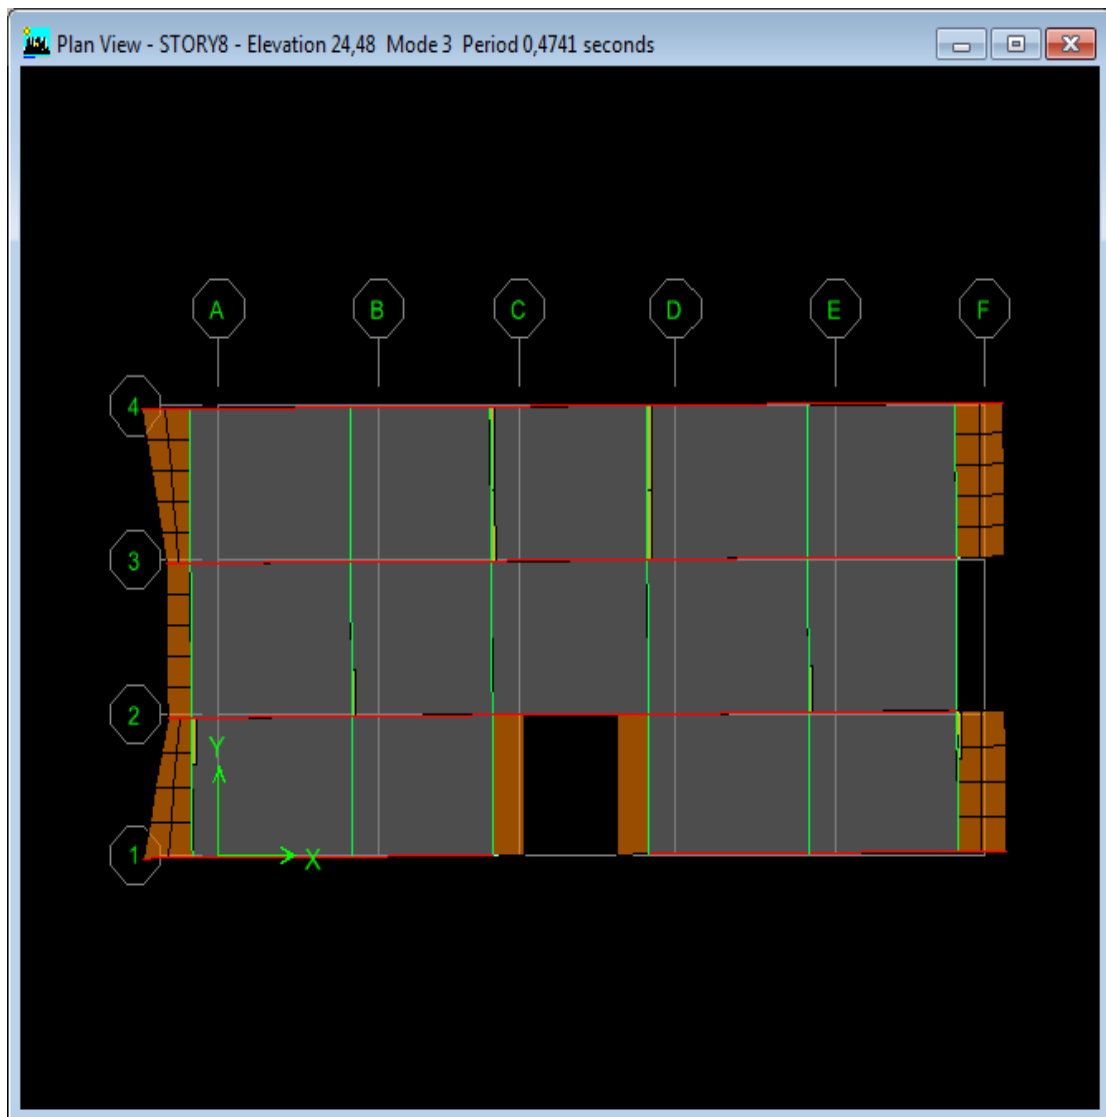 Plan View - STORY8 - Elevation 24,48 Mode 3 Period 0,4741 seconds
A B C D E F
4
3
2
Y
1
X